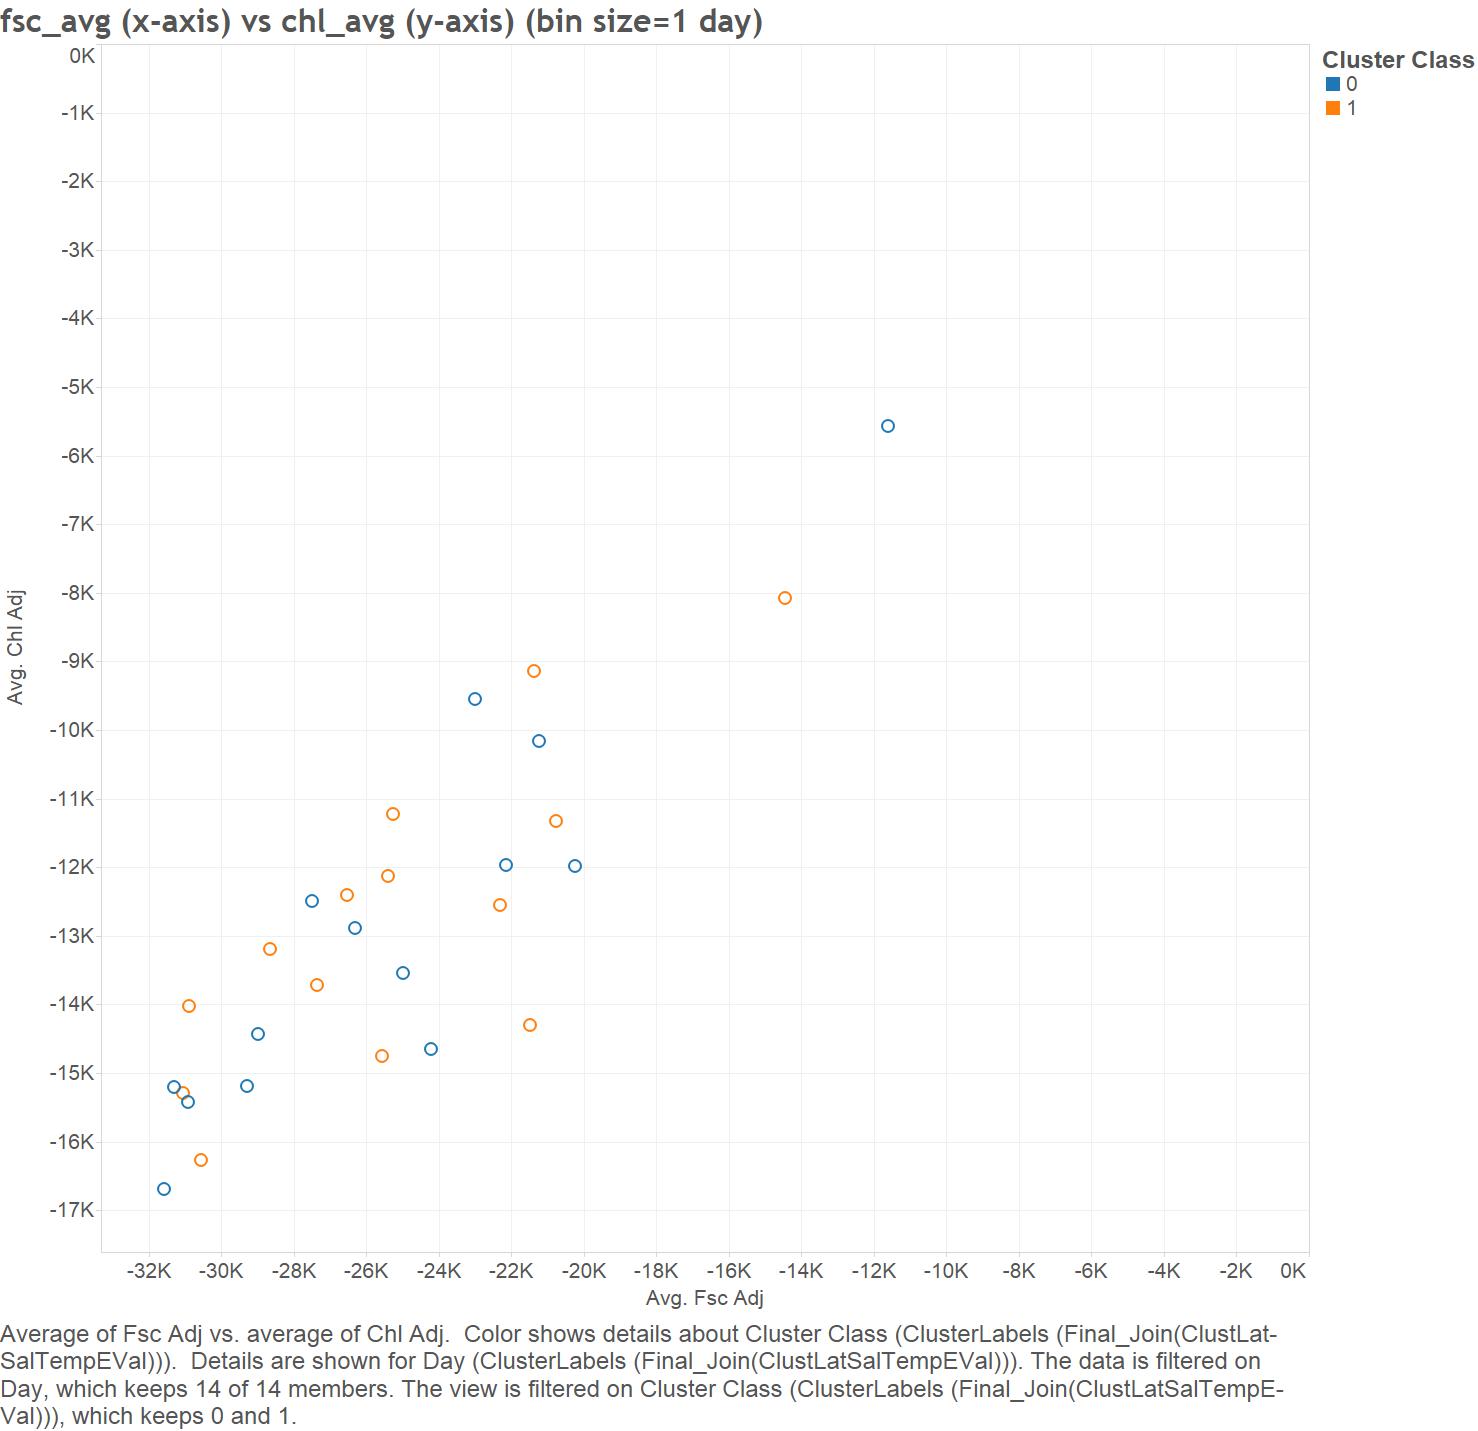 fsc_avg (x-axis) vs chl_avg (y-axis) (bin size=1 day)
Cluster Class
0
1
0K
-1K
-2K
-3K
-4K
-5K
-6K
-7K
-8K
-9K
-10K
-11K
-12K
-13K
-14K
-15K
-16K
-17K
Avg. Chl Adj
-32K -30K -28K -26K -24K -22K -20K -18K -16K -14K -12K -10K -8K -6K -4K -2K 0K
Avg. Fsc Adj
Average of Fsc Adj vs. average of Chl Adj.  Color shows details about Cluster Class (ClusterLabels (Final_Join(ClustLat-
SalTempEVal))).  Details are shown for Day (ClusterLabels (Final_Join(ClustLatSalTempEVal))). The data is filtered on
Day, which keeps 14 of 14 members. The view is filtered on Cluster Class (ClusterLabels (Final_Join(ClustLatSalTempE-
Val))), which keeps 0 and 1.